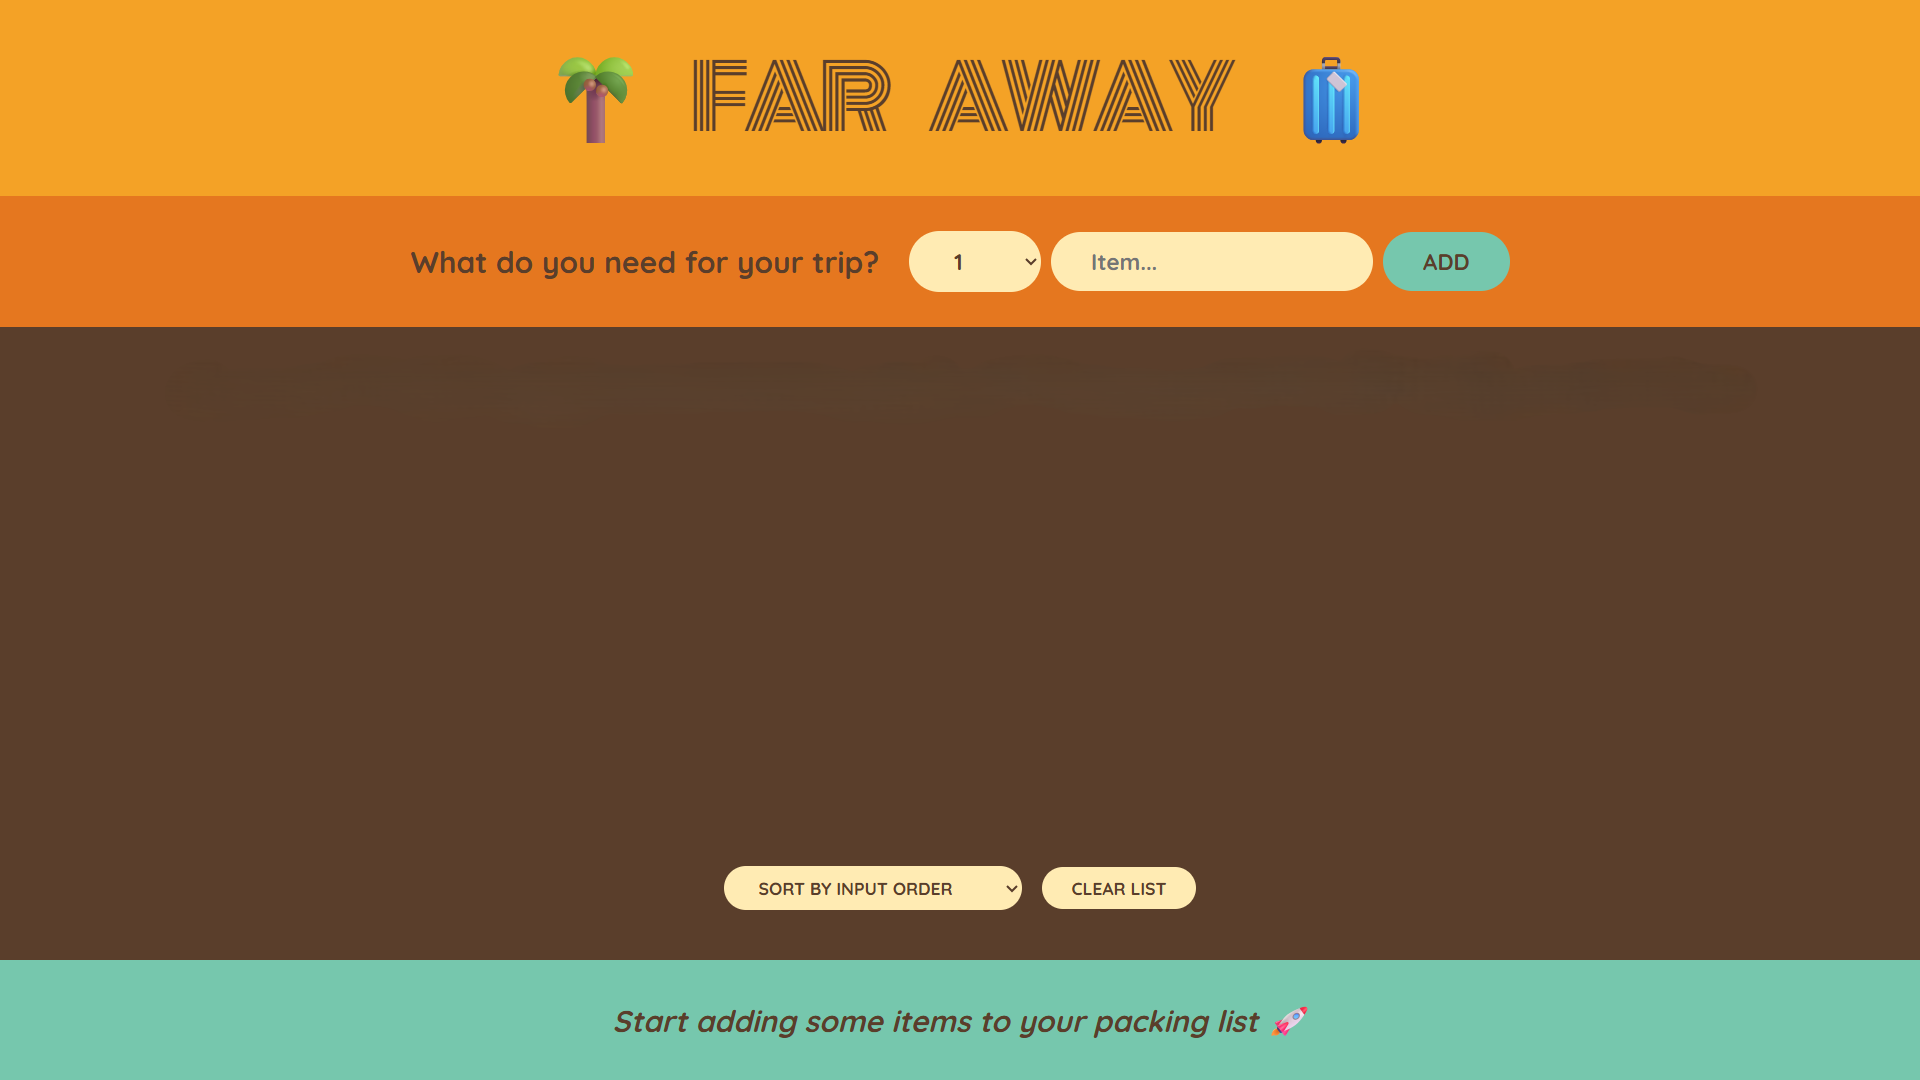 🌴 FAR AWAY 🧳
What do you need for your trip? 1 Item... ADD
SORT BY INPUT ORDER CLEAR LIST
Start adding some items to your packing list 🚀